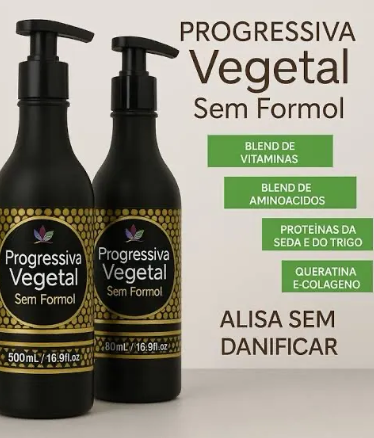 PROGRESSIVA
Vegetal
Sem Formol
BLEND DE
VITAMINAS
BLEND DE
AMINOACIDOS
PROTEÍNAS DA
SEDA E DO TRIGO
QUERATINA
E-COLAGENO
ALISA SEM
DANIFICAR
Progressiva
Vegetal
Sem Formol
500mL / 16.9fl.oz
Progressiva
Vegetal
Sem Formol
80mL / 16.9fl.oz